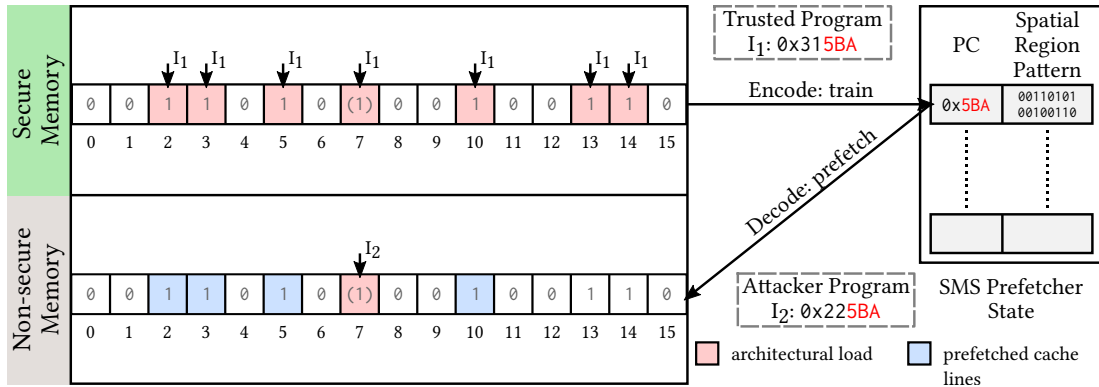 Secure
Memory
I1 I1 I1 I1 I1 I1 I1
0 0 1 1 0 1 0 (1) 0 0 1 0 0 1 1 0
0 1 2 3 4 5 6 7 8 9 10 11 12 13 14 15
Non-secure
Memory
I2
0 0 1 1 0 1 0 (1) 0 0 1 0 0 1 1 0
0 1 2 3 4 5 6 7 8 9 10 11 12 13 14 15
Trusted Program
I1: 0x315BA
Encode: train
Decode: prefetch
Attacker Program
I2: 0x225BA
architectural load
prefetched cache
lines
PC
Spatial
Region
Pattern
0x5BA
00110101
00100110
SMS Prefetcher
State